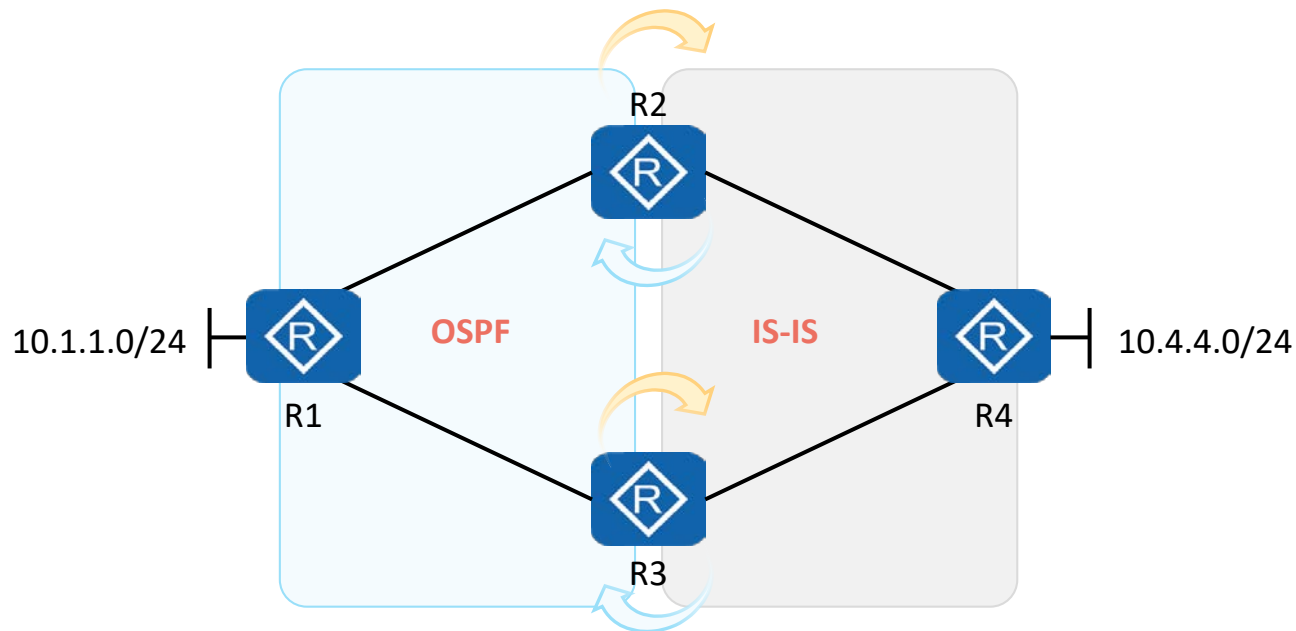 R2
R
10.1.1.0/24
R
OSPF
IS-IS
R
10.4.4.0/24
R1
R4
R
R3